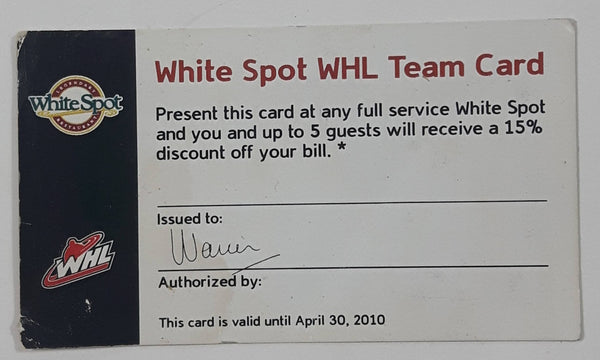 White Spot WHL Team Card
LEGENDARY
White Spot
RESTAURANTS
Present this card at any full service White Spot
and you and up to 5 guests will receive a 15%
discount off your bill. *
Issued to:
WHL
Authorized by:
This card is valid until April 30, 2010